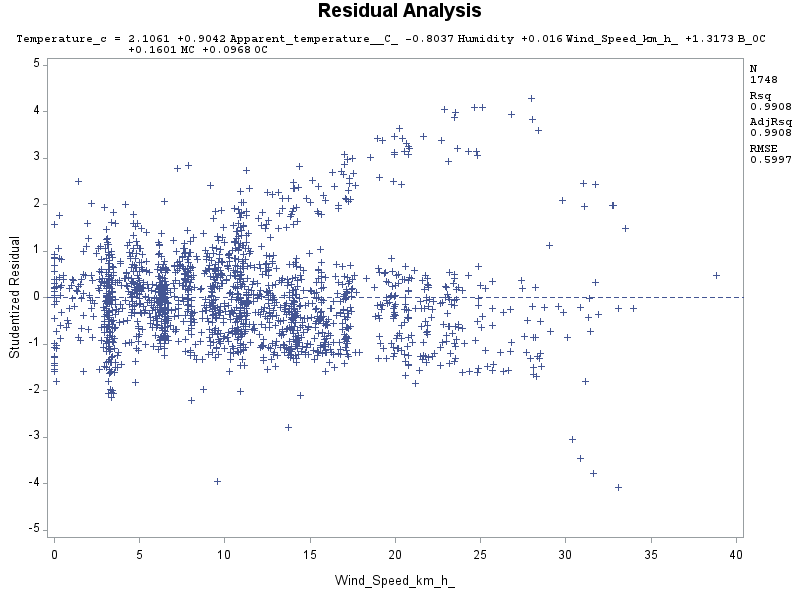 Residual Analysis
Temperature_c = 2.1061 +0.9042 Apparent_temperature__C_ -0.8037 Humidity +0.016 Wind_Speed_km_h_ +1.3173 B_OC
+0.1601 MC +0.0968 OC
N
1748
Rsq
0.9908
AdjRsq
0.9908
RMSE
0.5997
5
4
3
2
1
0
-1
-2
-3
-4
-5
Studentized Residual
0 5 10 15 20 25 30 35 40
Wind_Speed_km_h_